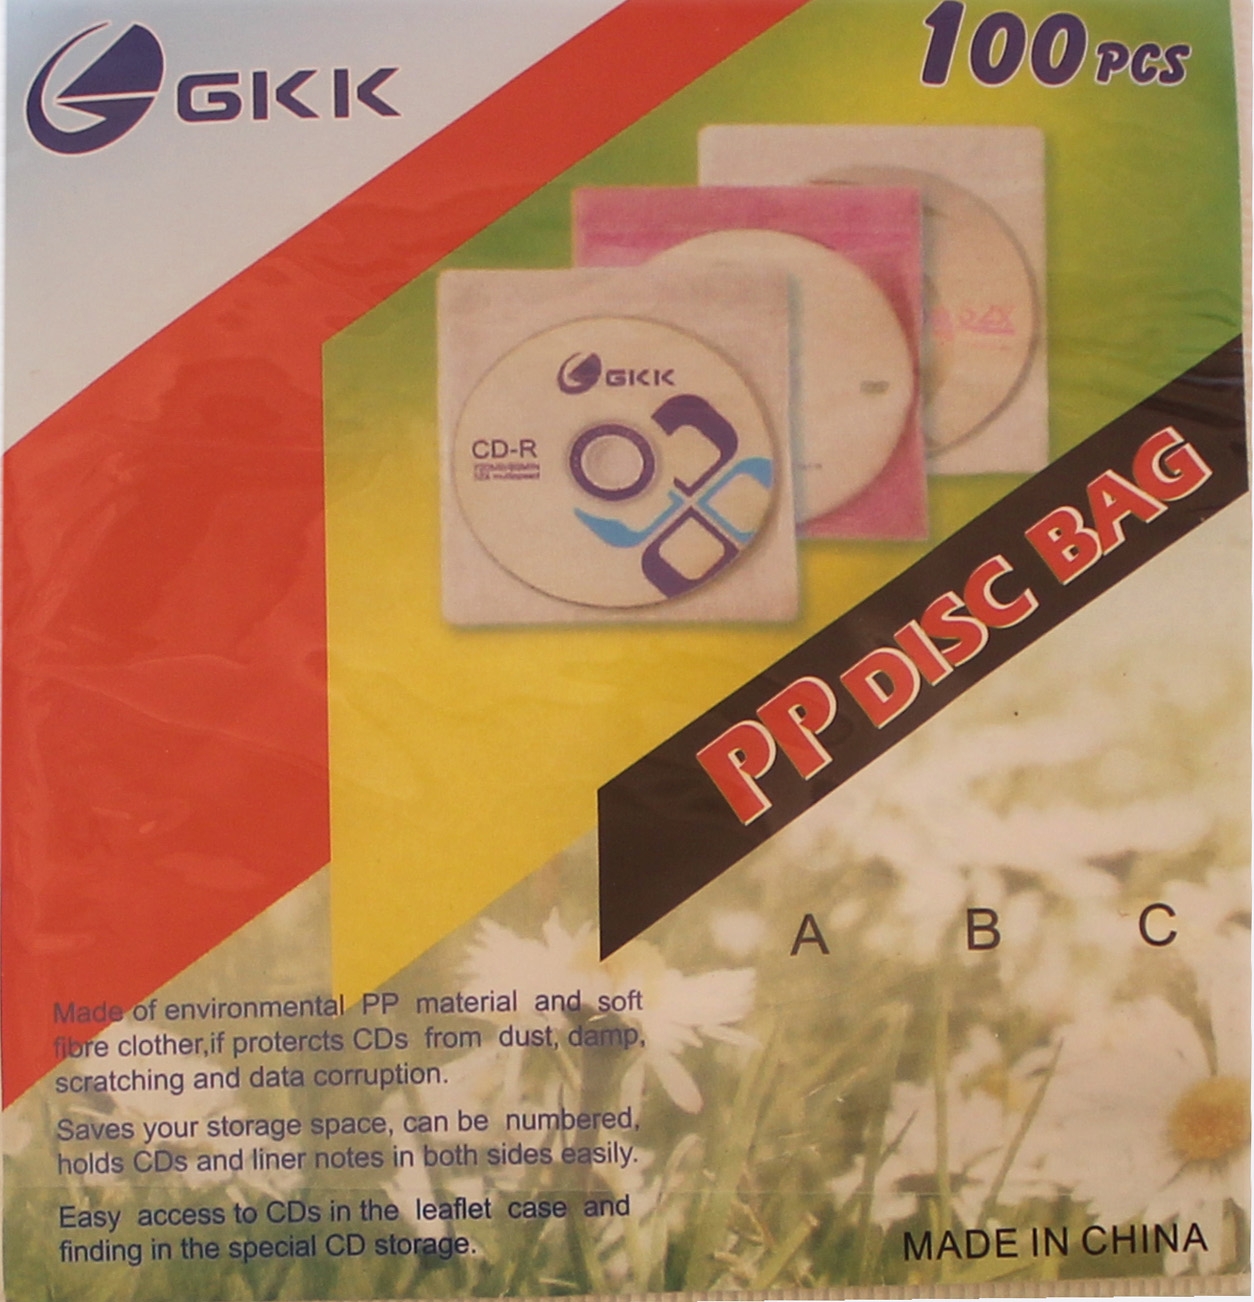 GKK
100 PCS
GKK
CD-R
PP DISC BAG
A B C
Made of environmental PP material and soft
fibre clother,if protercts CDs from dust, damp,
scratching and data corruption.
Saves your storage space, can be numbered,
holds CDs and liner notes in both sides easily.
Easy access to CDs in the leaflet case and
finding in the special CD storage.
MADE IN CHINA